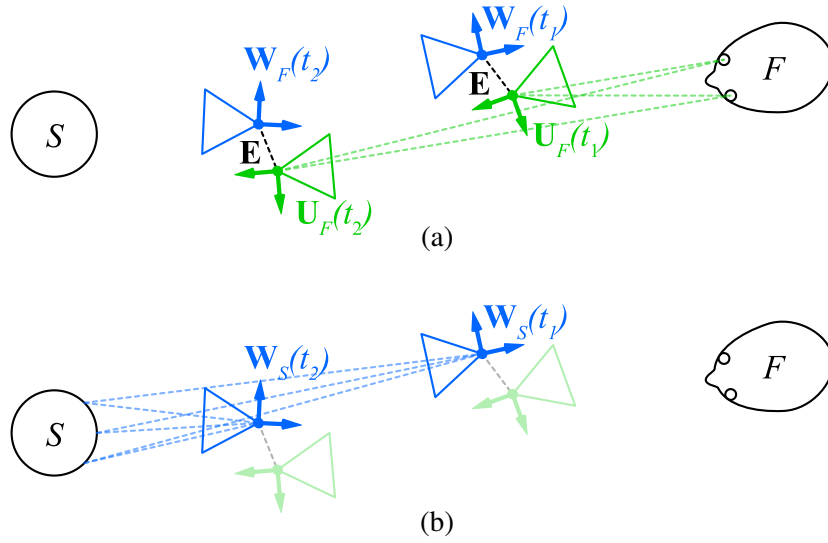 W_F(t_1)
W_F(t_2)
F
E
S
U_F(t_1)
E
U_F(t_2)
(a)
W_S(t_1)
W_S(t_2)
F
S
(b)